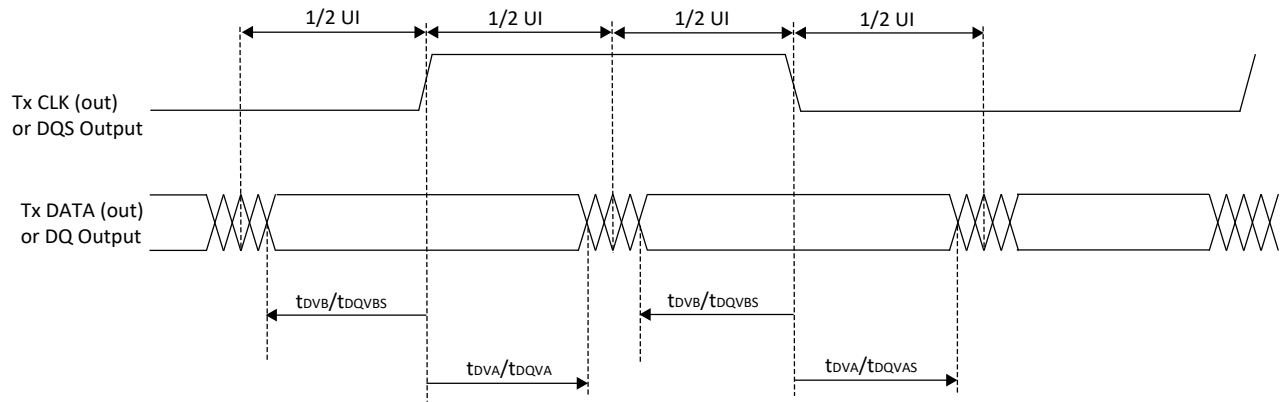 1/2 UI
1/2 UI
1/2 UI
1/2 UI
Tx CLK (out)
or DQS Output
Tx DATA (out)
or DQ Output
tDVB/tDQVBS
tDVB/tDQVBS
tDVA/tDQVA
tDVA/tDQVAS